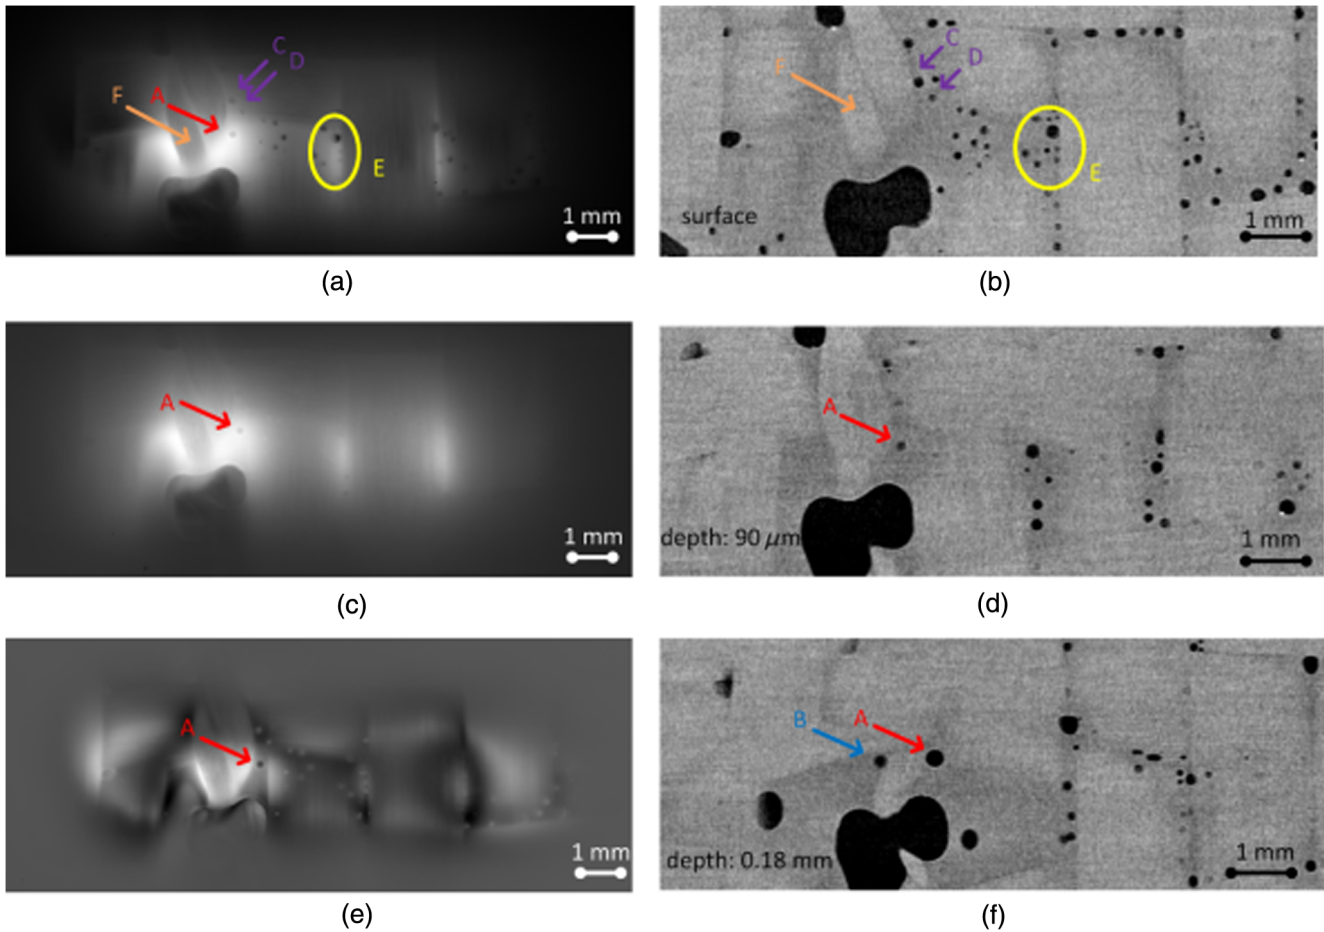 C
D
F
A
E
1 mm
(a)
C
D
F
E
surface
1 mm
(b)
A
1 mm
(c)
A
depth: 90 μm
1 mm
(d)
A
1 mm
(e)
B
A
depth: 0.18 mm
1 mm
(f)